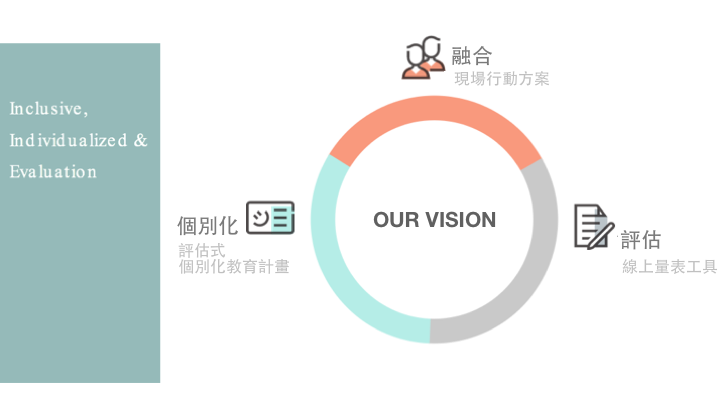 Inclusive,
Individualized &
Evaluation
融合
現場行動方案
OUR VISION
個別化
評估式
個別化教育計畫
評估
線上量表工具